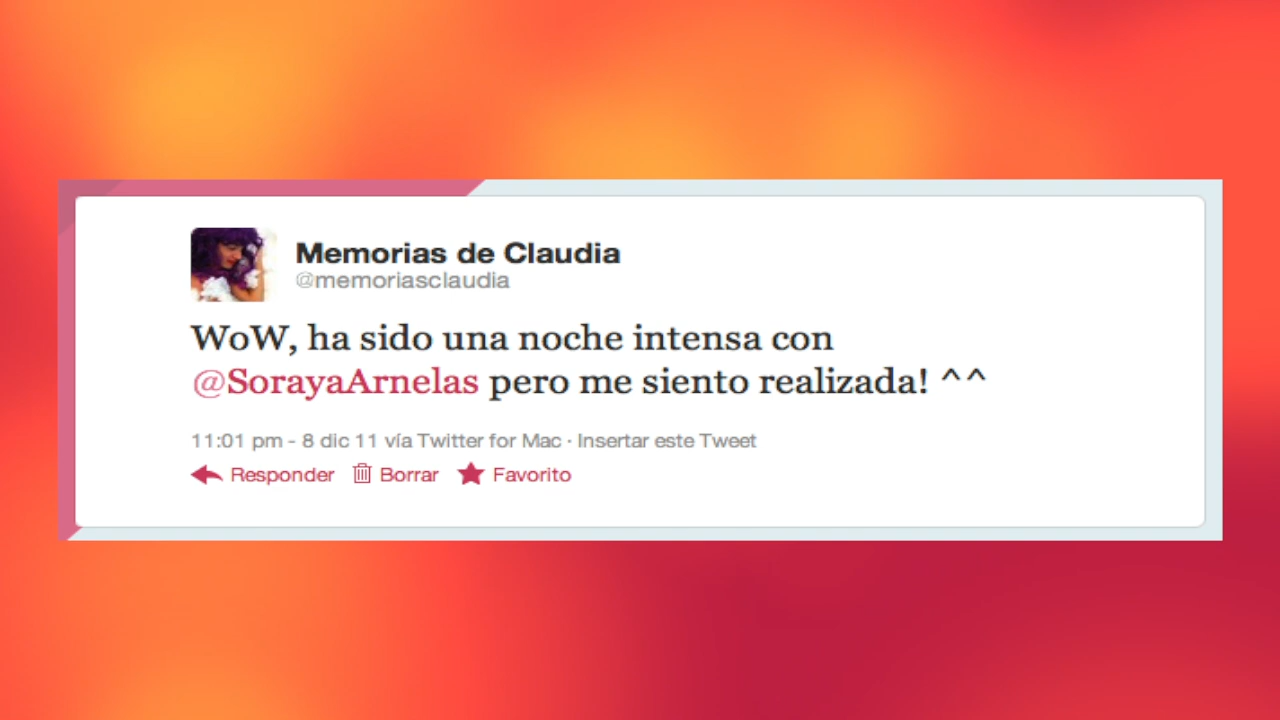 Memorias de Claudia
@memoriasclaudia
WoW, ha sido una noche intensa con
@SorayaArnelas pero me siento realizada! ^^
11:01 pm - 8 dic 11 vía Twitter for Mac · Insertar este Tweet
Responder Borrar Favorito